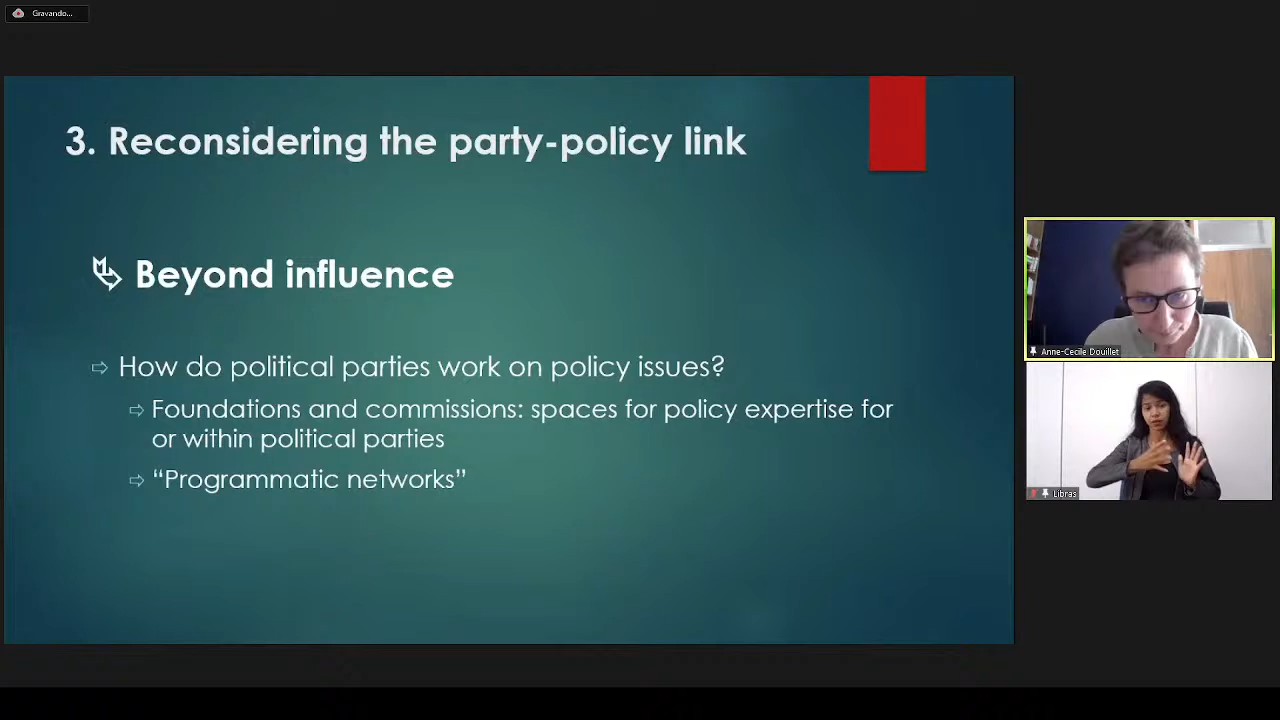 Gravando...
3. Reconsidering the party-policy link
Beyond influence
How do political parties work on policy issues?
Foundations and commissions: spaces for policy expertise for
or within political parties
“Programmatic networks”
Anne-Cecile Douillet
Libras